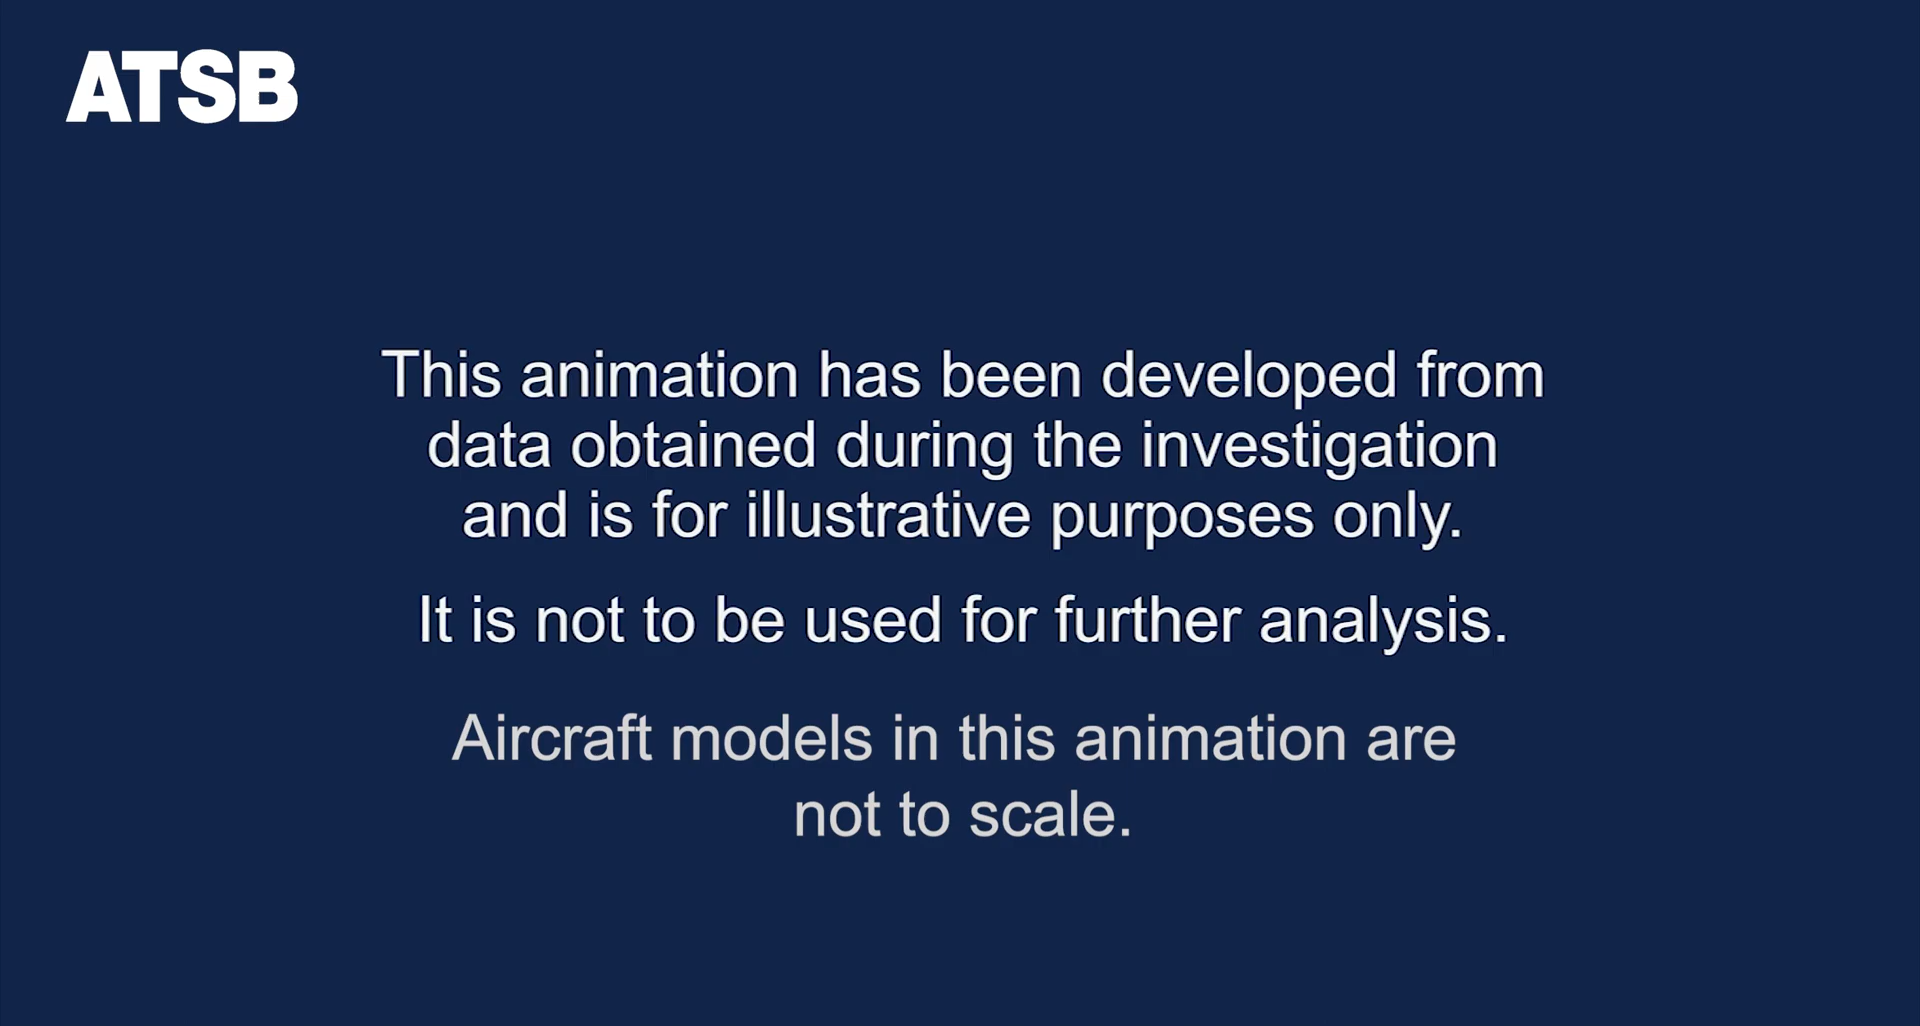 ATSB
This animation has been developed from
data obtained during the investigation
and is for illustrative purposes only.
It is not to be used for further analysis.
Aircraft models in this animation are
not to scale.